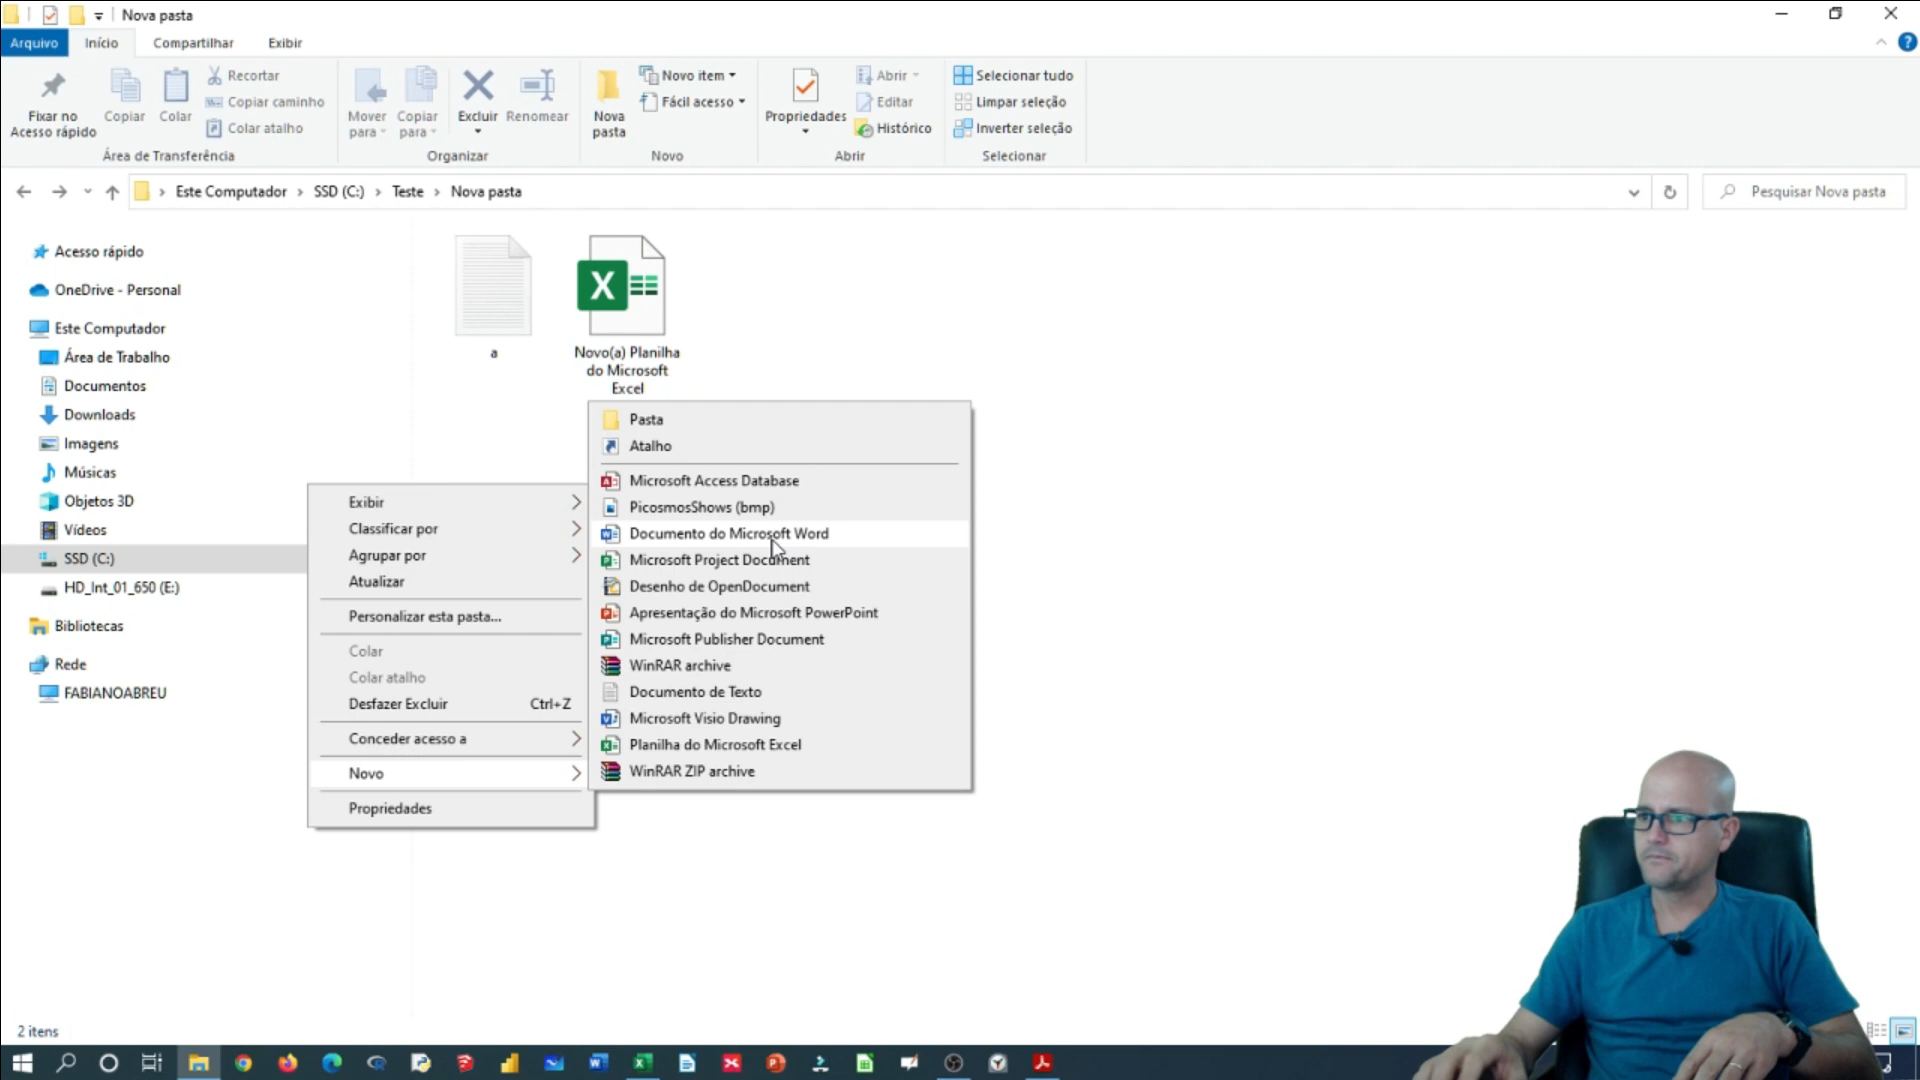 Nova pasta
Arquivo
Início
Compartilhar
Exibir
Fixar no
Acesso rápido
Copiar
Colar
Recortar
Copiar caminho
Colar atalho
Área de Transferência
Mover
para
Copiar
para
Excluir
Renomear
Organizar
Nova
pasta
Novo item
Fácil acesso
Novo
Propriedades
Abrir
Editar
Histórico
Abrir
Selecionar tudo
Limpar seleção
Inverter seleção
Selecionar
Este Computador
SSD (C:)
Teste
Nova pasta
Pesquisar Nova pasta
Acesso rápido
OneDrive - Personal
Este Computador
Área de Trabalho
Documentos
Downloads
Imagens
Músicas
Objetos 3D
Vídeos
SSD (C:)
HD_Int_01_650 (E:)
Bibliotecas
Rede
FABIANOABREU
a
Novo(a) Planilha
do Microsoft
Excel
Exibir
Classificar por
Agrupar por
Atualizar
Personalizar esta pasta...
Colar
Colar atalho
Desfazer Excluir Ctrl+Z
Conceder acesso a
Novo
Propriedades
Pasta
Atalho
Microsoft Access Database
PicosmosShows (bmp)
Documento do Microsoft Word
Microsoft Project Document
Desenho de OpenDocument
Apresentação do Microsoft PowerPoint
Microsoft Publisher Document
WinRAR archive
Documento de Texto
Microsoft Visio Drawing
Planilha do Microsoft Excel
WinRAR ZIP archive
2 itens